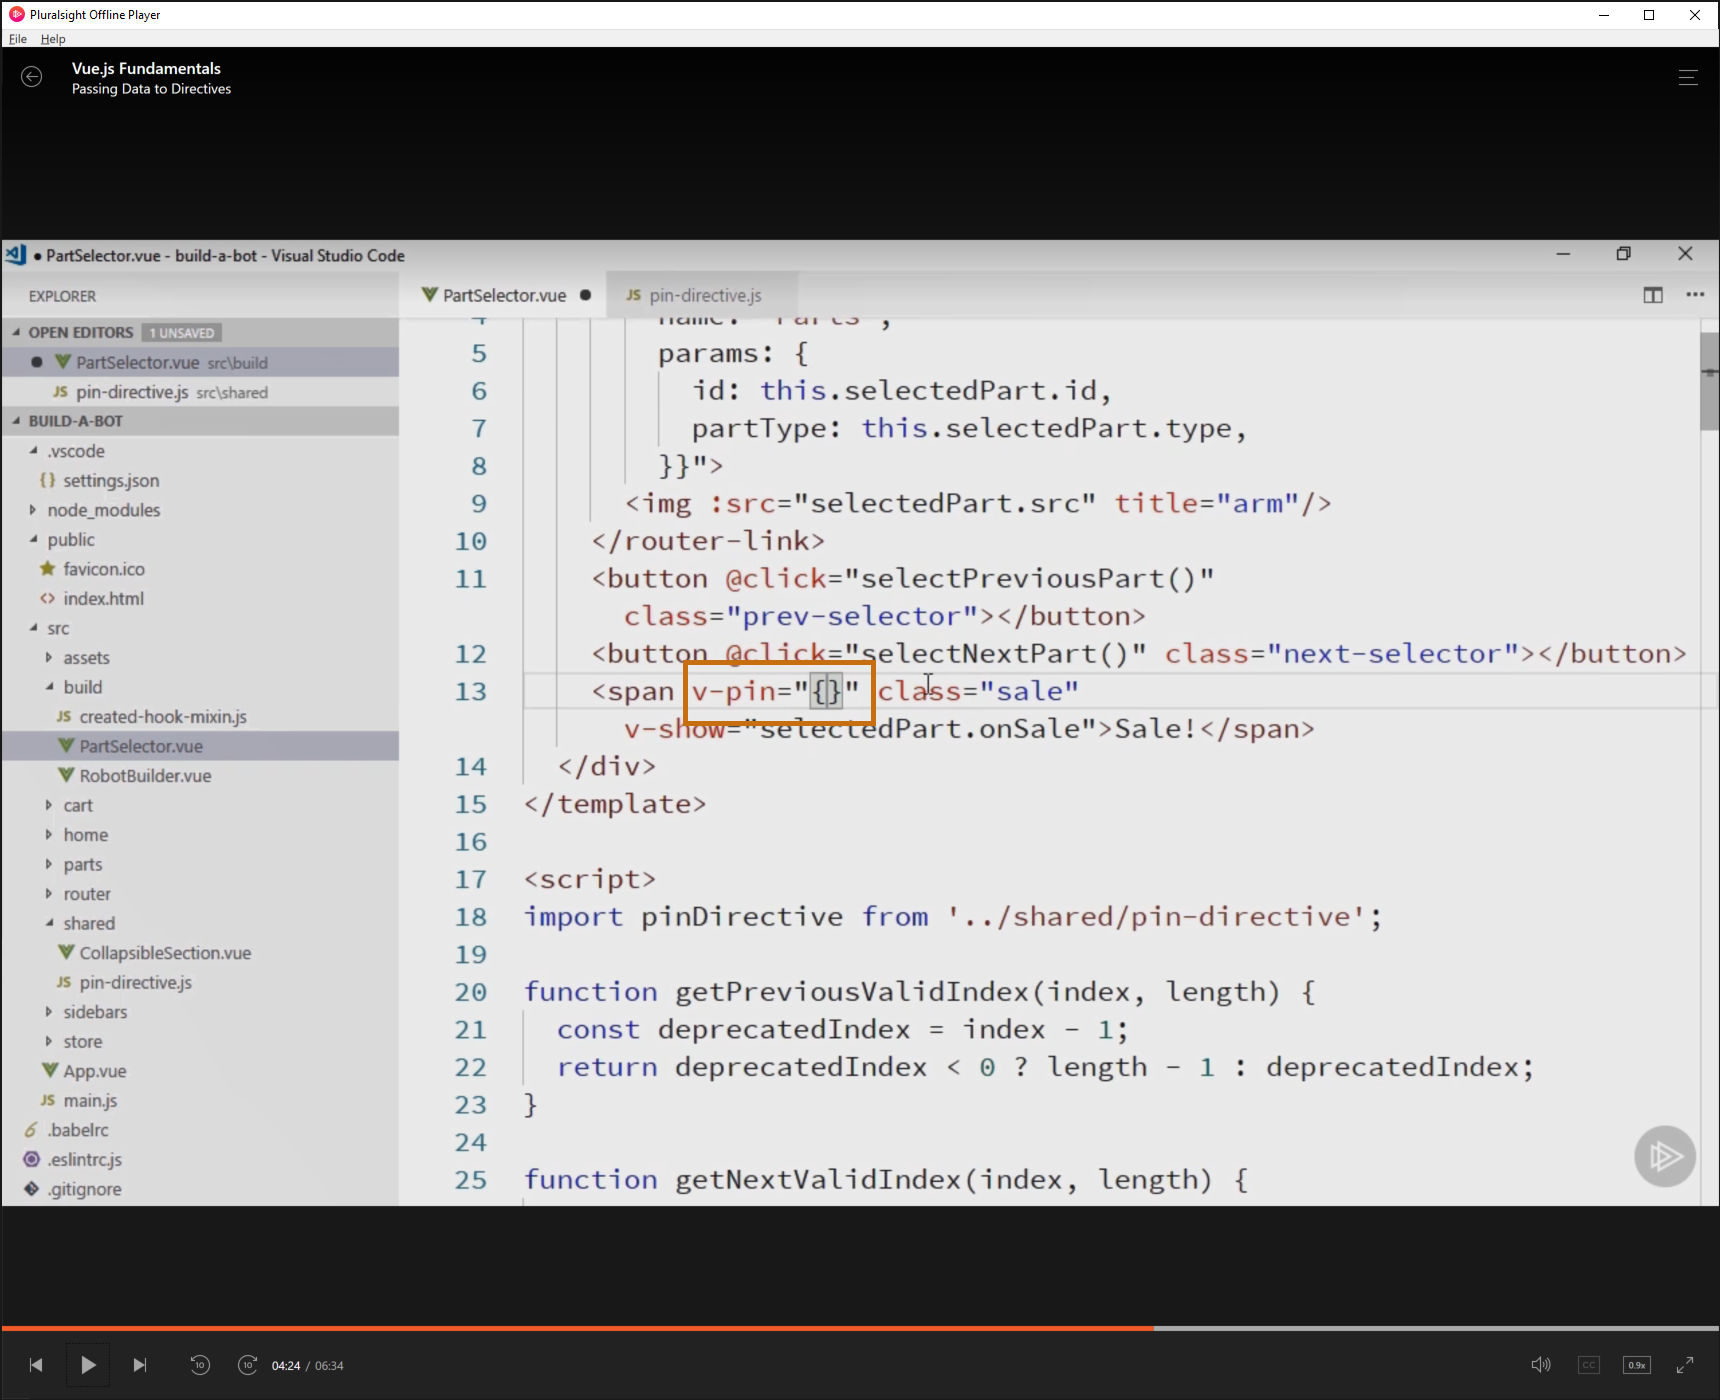 Pluralsight Offline Player
File Help
Vue.js Fundamentals
Passing Data to Directives
PartSelector.vue - build-a-bot - Visual Studio Code
EXPLORER
PartSelector.vue
JS pin-directive.js
OPEN EDITORS 1 UNSAVED
PartSelector.vue src\build
JS pin-directive.js src\shared
BUILD-A-BOT
.vscode
{} settings.json
node_modules
public
favicon.ico
<> index.html
src
assets
build
JS created-hook-mixin.js
PartSelector.vue
RobotBuilder.vue
cart
home
parts
router
shared
CollapsibleSection.vue
JS pin-directive.js
sidebars
store
App.vue
JS main.js
.babelrc
.eslintrc.js
.gitignore
4 name: 'Parts',
5 params: {
6 id: this.selectedPart.id,
7 partType: this.selectedPart.type,
8 }}">
9 <img :src="selectedPart.src" title="arm"/>
10 </router-link>
11 <button @click="selectPreviousPart()"
class="prev-selector"></button>
12 <button @click="selectNextPart()" class="next-selector"></button>
13 <span v-pin="{}" class="sale"
v-show="selectedPart.onSale">Sale!</span>
14 </div>
15 </template>
16
17 <script>
18 import pinDirective from '../shared/pin-directive';
19
20 function getPreviousValidIndex(index, length) {
21 const deprecatedIndex = index - 1;
22 return deprecatedIndex < 0 ? length - 1 : deprecatedIndex;
23 }
24
25 function getNextValidIndex(index, length) {
10 10 04:24 / 06:34
CC 0.9x